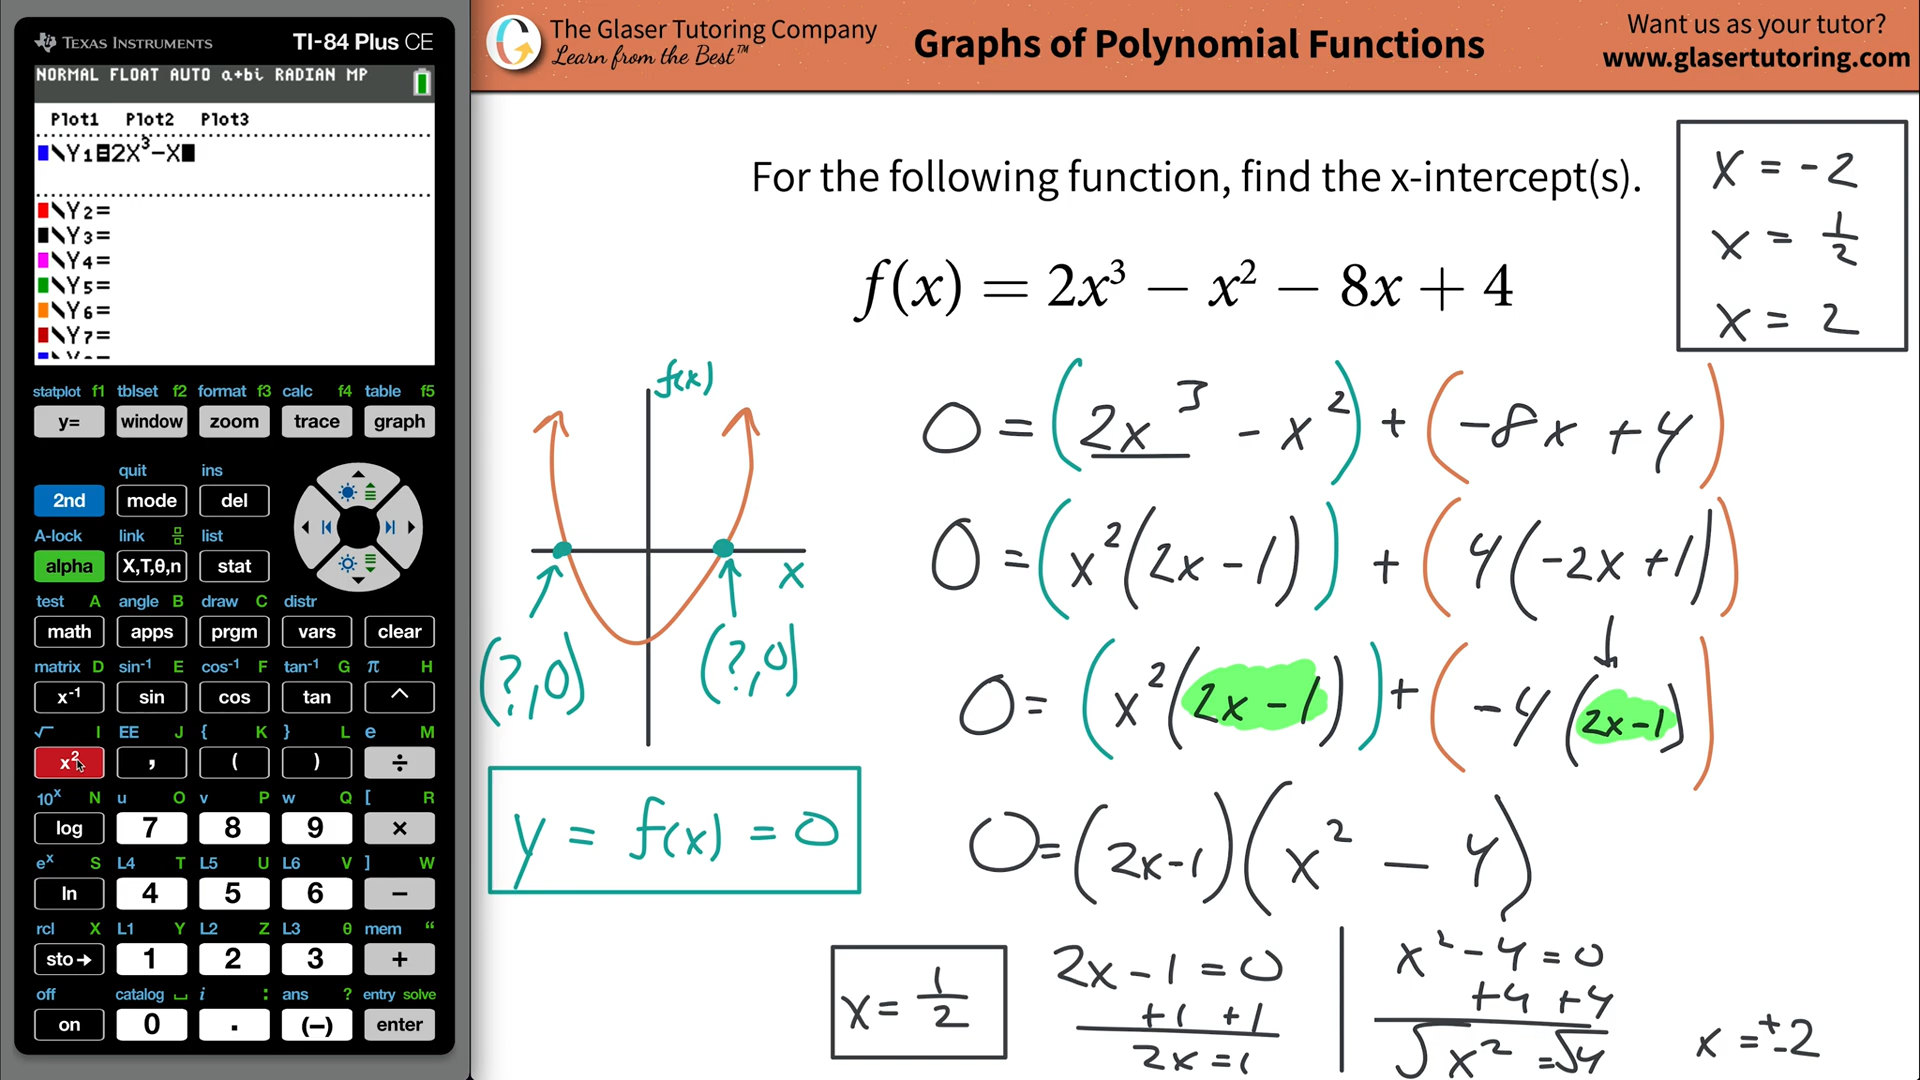 TEXAS INSTRUMENTS
TI-84 Plus CE
NORMAL FLOAT AUTO a+bi RADIAN MP
Plot1 Plot2 Plot3
\Y1=2X³-X
\Y2=
\Y3=
\Y4=
\Y5=
\Y6=
\Y7=
statplot f1 tblset f2 format f3 calc f4 table f5
y= window zoom trace graph
quit ins
2nd mode del
A-lock link list
alpha X,T,θ,n stat
test A angle B draw C distr
math apps prgm vars clear
matrix D sin⁻¹ E cos⁻¹ F tan⁻¹ G π H
x⁻¹ sin cos tan ^
√ I EE J { K } L e M
x² , ( ) ÷
10ˣ N u O v P w Q [ R
log 7 8 9 ×
eˣ S L4 T L5 U L6 V ] W
ln 4 5 6 −
rcl X L1 Y L2 Z L3 θ mem "
sto→ 1 2 3 +
off catalog ⎵ i : ans ? entry solve
on 0 . (−) enter
The Glaser Tutoring Company
Learn from the Best™
Graphs of Polynomial Functions
Want us as your tutor?
www.glasertutoring.com
For the following function, find the x-intercept(s).
f(x) = 2x³ − x² − 8x + 4
x = -2
x = 1/2
x = 2
f(x)
x
(?,0) (?,0)
y = f(x) = 0
0 = (2x³ - x²) + (-8x + 4)
0 = (x²(2x - 1)) + (4(-2x + 1))
0 = (x²(2x - 1)) + (-4(2x-1))
0 = (2x-1)(x² - 4)
x = 1/2
2x - 1 = 0
+1 +1
2x = 1
x² - 4 = 0
+4 +4
√x² = √4
x = ±2